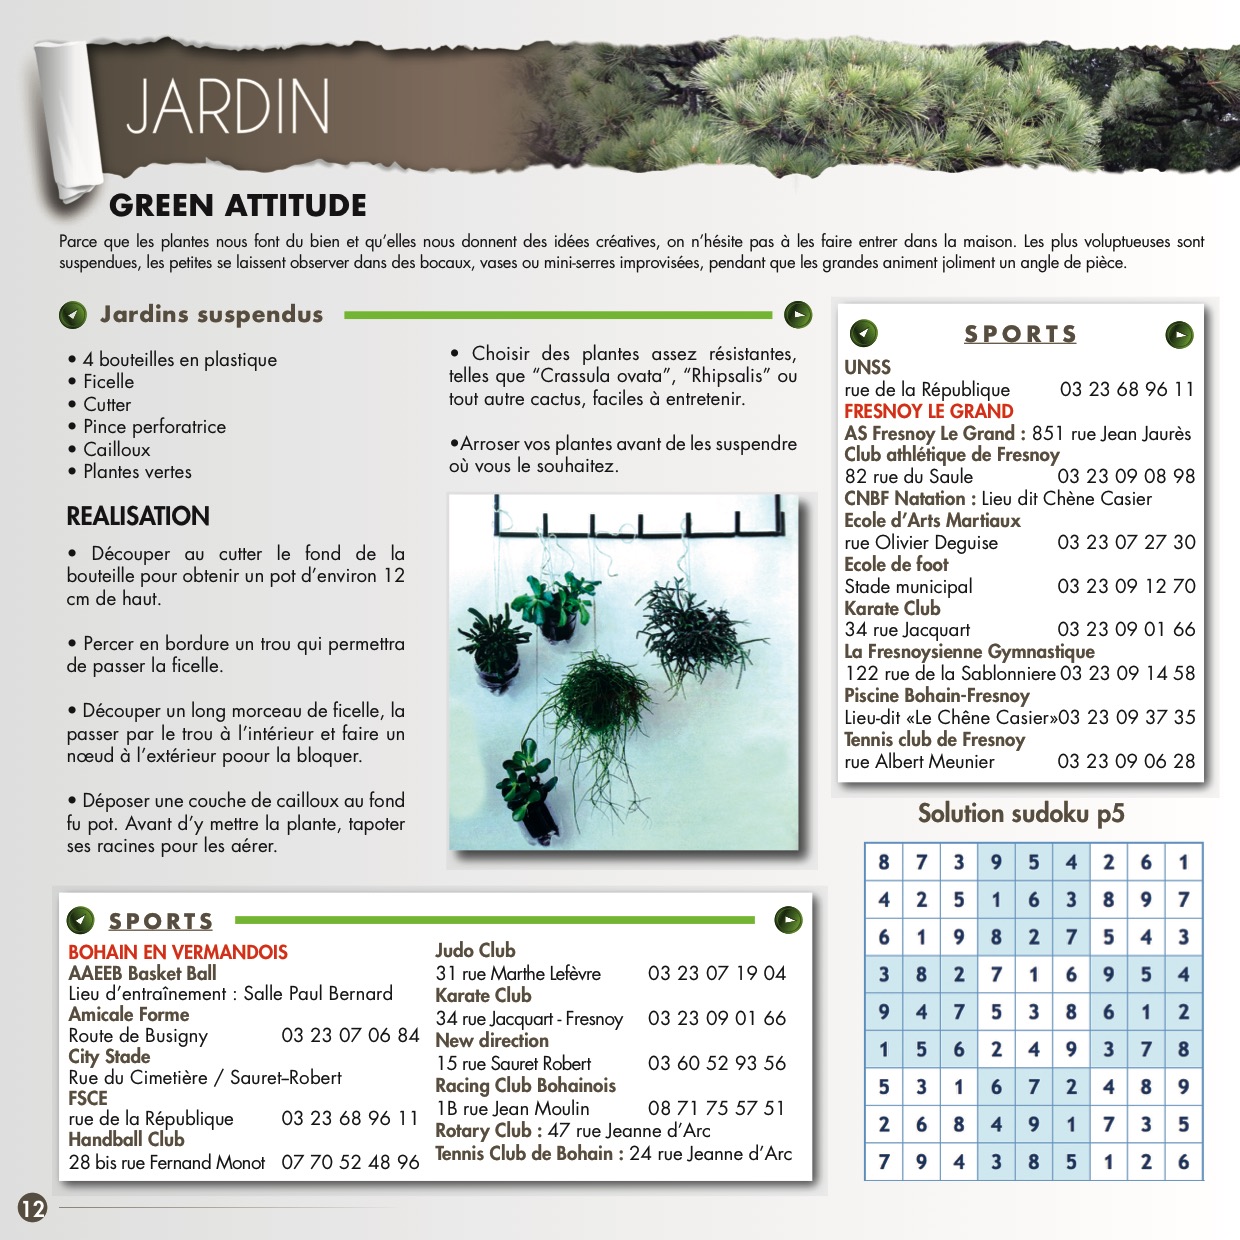 JARDIN
GREEN ATTITUDE
Parce que les plantes nous font du bien et qu’elles nous donnent des idées créatives, on n’hésite pas à les faire entrer dans la maison. Les plus voluptueuses sont
suspendues, les petites se laissent observer dans des bocaux, vases ou mini-serres improvisées, pendant que les grandes animent joliment un angle de pièce.
Jardins suspendus
• 4 bouteilles en plastique
• Ficelle
• Cutter
• Pince perforatrice
• Cailloux
• Plantes vertes
REALISATION
• Découper au cutter le fond de la
bouteille pour obtenir un pot d’environ 12
cm de haut.
• Percer en bordure un trou qui permettra
de passer la ficelle.
• Découper un long morceau de ficelle, la
passer par le trou à l’intérieur et faire un
nœud à l’extérieur poour la bloquer.
• Déposer une couche de cailloux au fond
fu pot. Avant d’y mettre la plante, tapoter
ses racines pour les aérer.
• Choisir des plantes assez résistantes,
telles que “Crassula ovata”, “Rhipsalis” ou
tout autre cactus, faciles à entretenir.
•Arroser vos plantes avant de les suspendre
où vous le souhaitez.
SPORTS
UNSS
rue de la République 03 23 68 96 11
FRESNOY LE GRAND
AS Fresnoy Le Grand : 851 rue Jean Jaurès
Club athlétique de Fresnoy
82 rue du Saule 03 23 09 08 98
CNBF Natation : Lieu dit Chène Casier
Ecole d’Arts Martiaux
rue Olivier Deguise 03 23 07 27 30
Ecole de foot
Stade municipal 03 23 09 12 70
Karate Club
34 rue Jacquart 03 23 09 01 66
La Fresnoysienne Gymnastique
122 rue de la Sablonniere 03 23 09 14 58
Piscine Bohain-Fresnoy
Lieu-dit «Le Chêne Casier»03 23 09 37 35
Tennis club de Fresnoy
rue Albert Meunier 03 23 09 06 28
Solution sudoku p5
8 7 3 9 5 4 2 6 1
4 2 5 1 6 3 8 9 7
6 1 9 8 2 7 5 4 3
3 8 2 7 1 6 9 5 4
9 4 7 5 3 8 6 1 2
1 5 6 2 4 9 3 7 8
5 3 1 6 7 2 4 8 9
2 6 8 4 9 1 7 3 5
7 9 4 3 8 5 1 2 6
SPORTS
BOHAIN EN VERMANDOIS
AAEEB Basket Ball
Lieu d’entraînement : Salle Paul Bernard
Amicale Forme
Route de Busigny 03 23 07 06 84
City Stade
Rue du Cimetière / Sauret–Robert
FSCE
rue de la République 03 23 68 96 11
Handball Club
28 bis rue Fernand Monot 07 70 52 48 96
Judo Club
31 rue Marthe Lefèvre 03 23 07 19 04
Karate Club
34 rue Jacquart - Fresnoy 03 23 09 01 66
New direction
15 rue Sauret Robert 03 60 52 93 56
Racing Club Bohainois
1B rue Jean Moulin 08 71 75 57 51
Rotary Club : 47 rue Jeanne d’Arc
Tennis Club de Bohain : 24 rue Jeanne d’Arc
12